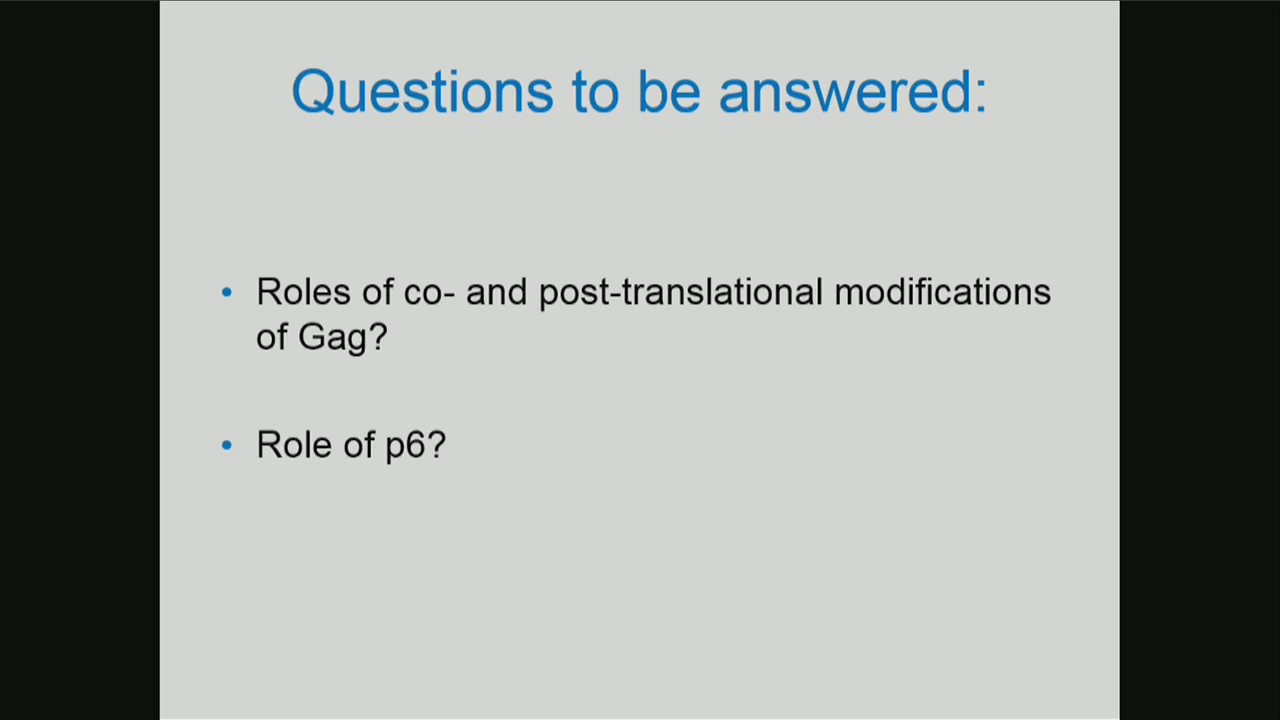 Questions to be answered:
• Roles of co- and post-translational modifications
of Gag?
• Role of p6?